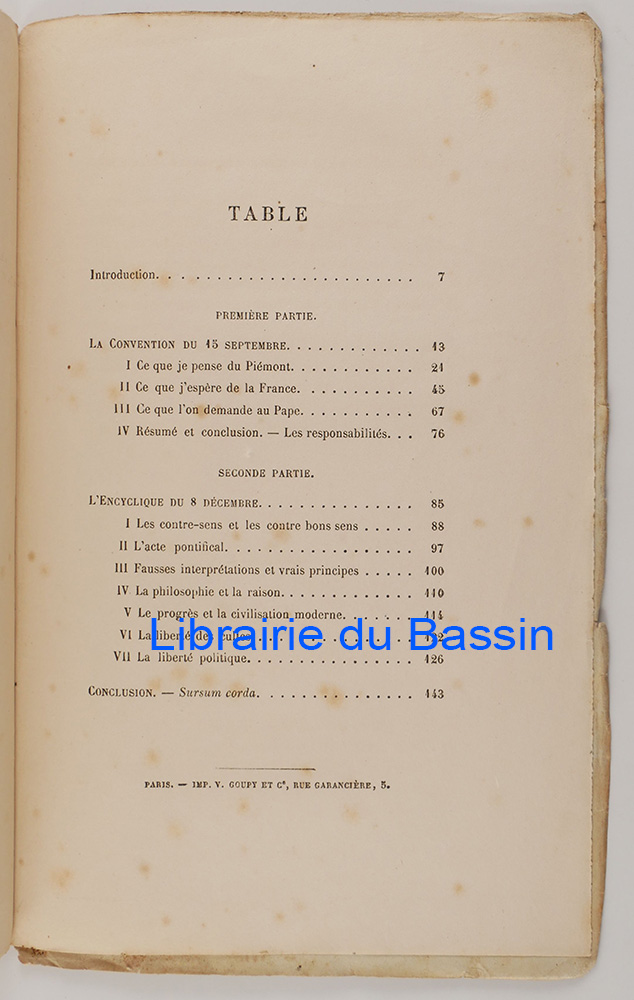 TABLE
Introduction. . . . . . . . . . . . . . . . . . . . . . . 7
PREMIÈRE PARTIE.
LA CONVENTION DU 15 SEPTEMBRE. . . . . . . . . . . . 13
I Ce que je pense du Piémont. . . . . . . . . . . 21
II Ce que j'espère de la France. . . . . . . . . . . 45
III Ce que l'on demande au Pape. . . . . . . . . . 67
IV Résumé et conclusion. — Les responsabilités. . . 76
SECONDE PARTIE.
L'ENCYCLIQUE DU 8 DÉCEMBRE. . . . . . . . . . . . . . 85
I Les contre-sens et les contre bons sens . . . . . 88
II L'acte pontifical. . . . . . . . . . . . . . . . . 97
III Fausses interprétations et vrais principes . . . . . 100
IV La philosophie et la raison. . . . . . . . . . . . 110
V Le progrès et la civilisation moderne. . . . . . . 114
VI La liberté des cultes
Librairie du Bassin
VII La liberté politique. . . . . . . . . . . . . . . 126
CONCLUSION. — Sursum corda. . . . . . . . . . . . . . 143
PARIS. — IMP. V. GOUPY ET Ce, RUE GARANCIÈRE, 5.